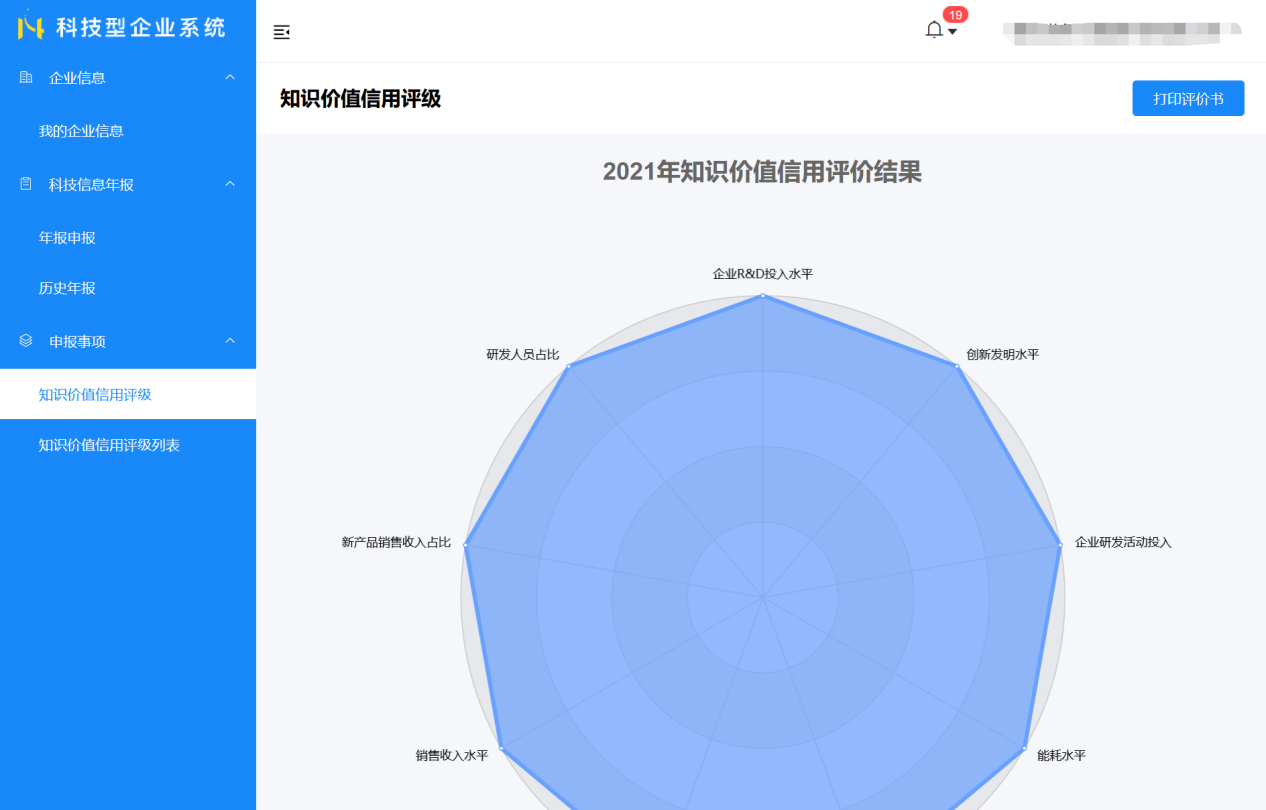 科技型企业系统
企业信息
我的企业信息
科技信息年报
年报申报
历史年报
申报事项
知识价值信用评级
知识价值信用评级列表
19
知识价值信用评级
打印评价书
2021年知识价值信用评价结果
企业R&D投入水平
研发人员占比
创新发明水平
新产品销售收入占比
企业研发活动投入
销售收入水平
能耗水平